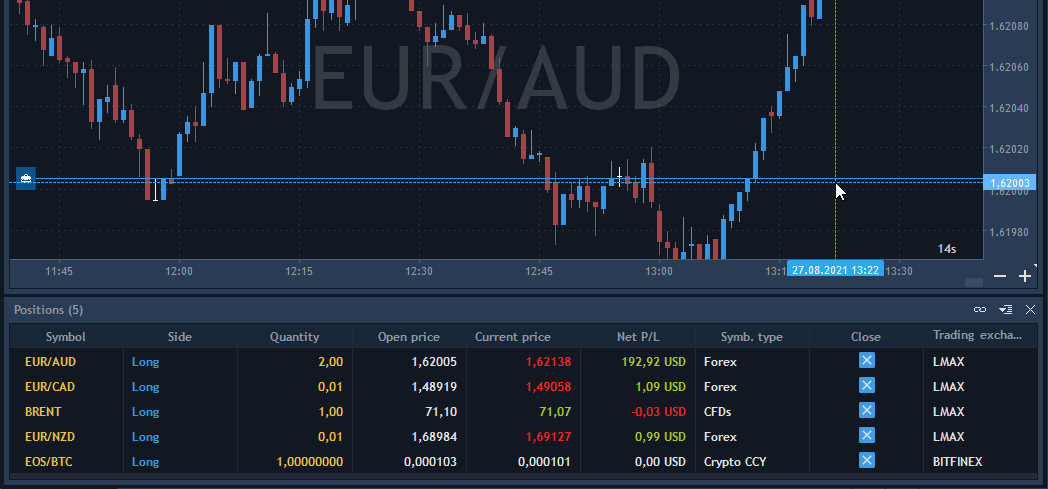 EUR/AUD
1.62080
1.62060
1.62040
1.62020
1,62003
1.62000
1.61980
14s
11:45 12:00 12:15 12:30 12:45 13:00 13:1 27.08.2021 13:22 13:30
Positions (5)
Symbol Side Quantity Open price Current price Net P/L Symb. type Close Trading excha...
EUR/AUD Long 2,00 1,62005 1,62138 192,92 USD Forex LMAX
EUR/CAD Long 0,01 1,48919 1,49058 1,09 USD Forex LMAX
BRENT Long 1,00 71,10 71,07 -0,03 USD CFDs LMAX
EUR/NZD Long 0,01 1,68984 1,69127 0,99 USD Forex LMAX
EOS/BTC Long 1,00000000 0,000103 0,000101 0,00 USD Crypto CCY BITFINEX